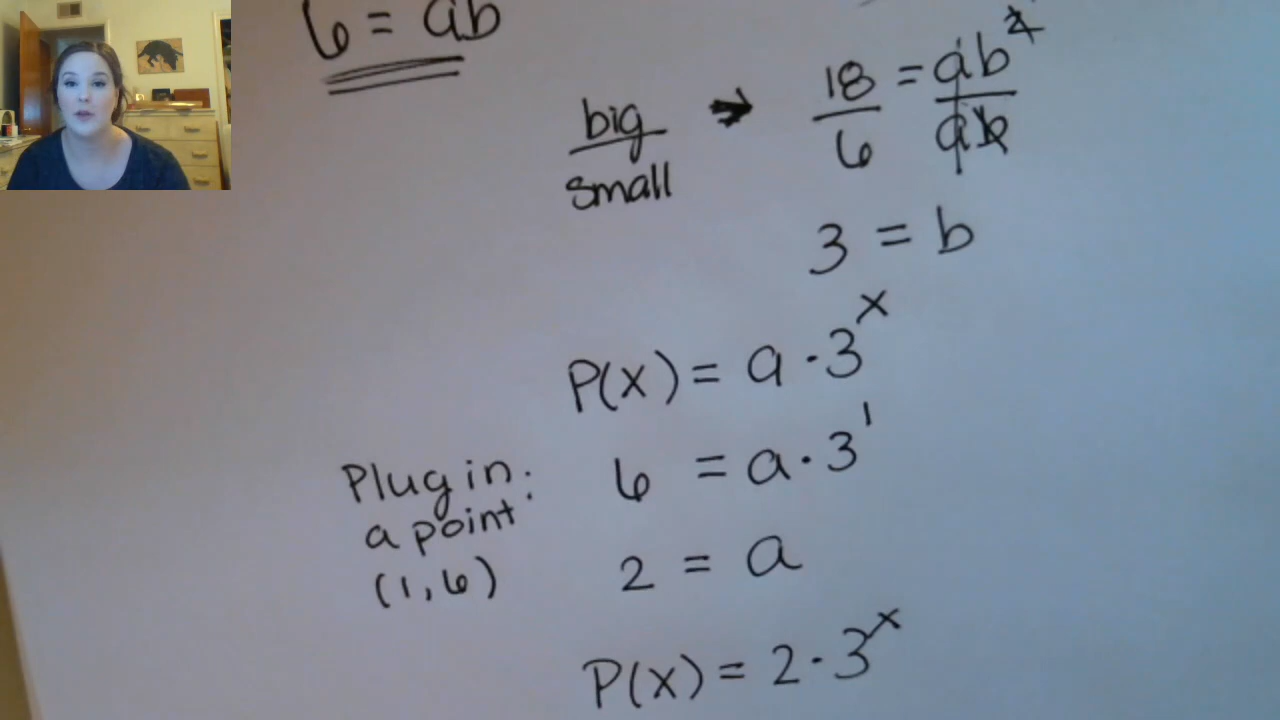 6 = ab
big/small → 18/6 = ab²/ab
3 = b
P(x) = a · 3ˣ
Plug in: 6 = a · 3¹
a point
(1,6) 2 = a
P(x) = 2 · 3ˣ